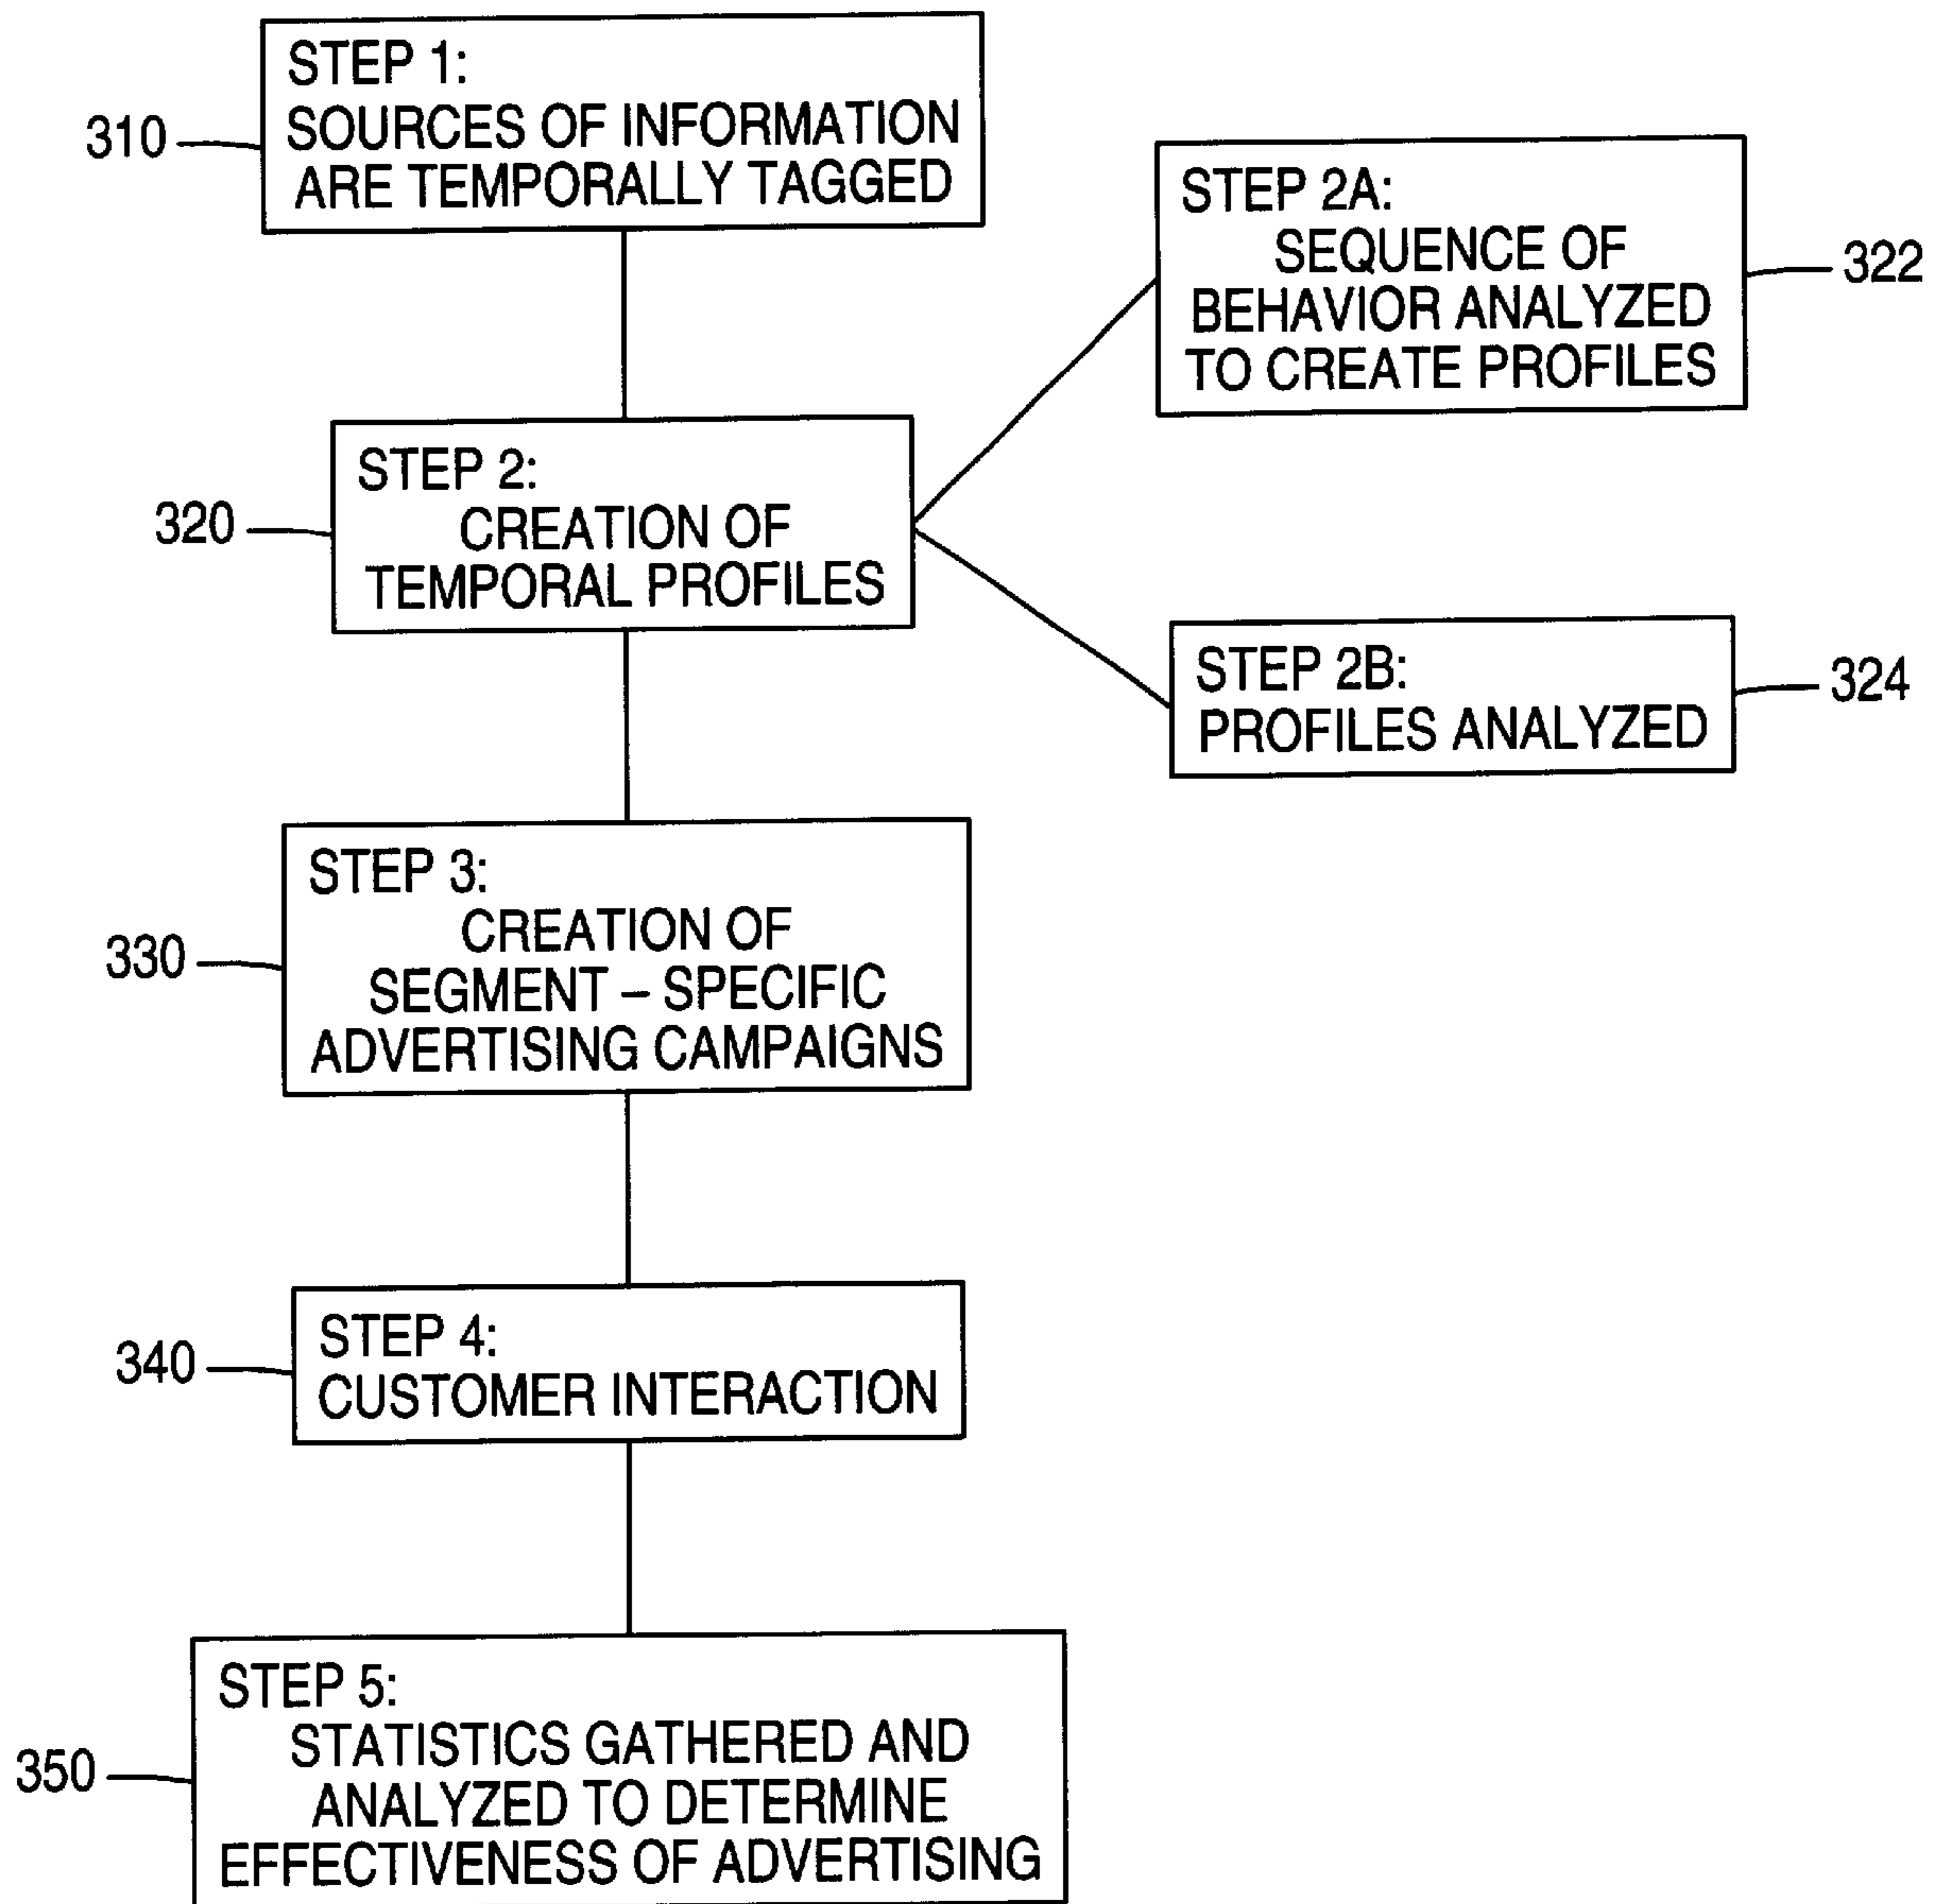 STEP 1:
310
SOURCES OF INFORMATION
ARE TEMPORALLY TAGGED
STEP 2A:
SEQUENCE OF
BEHAVIOR ANALYZED
TO CREATE PROFILES
322
STEP 2:
320
CREATION OF
TEMPORAL PROFILES
STEP 2B:
PROFILES ANALYZED
324
STEP 3:
330
CREATION OF
SEGMENT – SPECIFIC
ADVERTISING CAMPAIGNS
STEP 4:
340
CUSTOMER INTERACTION
STEP 5:
350
STATISTICS GATHERED AND
ANALYZED TO DETERMINE
EFFECTIVENESS OF ADVERTISING